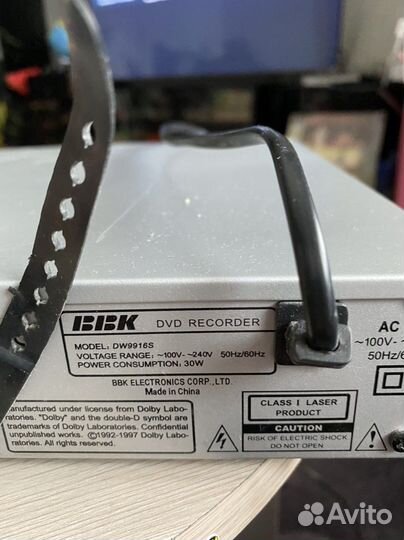 BBK DVD RECORDER
MODEL: DW9916S
VOLTAGE RANGE: ~100V- ~240V 50Hz/60Hz
POWER CONSUMPTION: 30W
BBK ELECTRONICS CORP., LTD.
Made in China
AC
~100V-
50Hz/6
anufactured under license from Dolby Labo-
ratories. "Dolby" and the double-D symbol are
trademarks of Dolby Laboratories. Confidential
unpublished works. ©1992-1997 Dolby Labo-
ratories. All rights reserved.
CLASS I LASER
PRODUCT
CAUTION
RISK OF ELECTRIC SHOCK
DO NOT OPEN
Avito